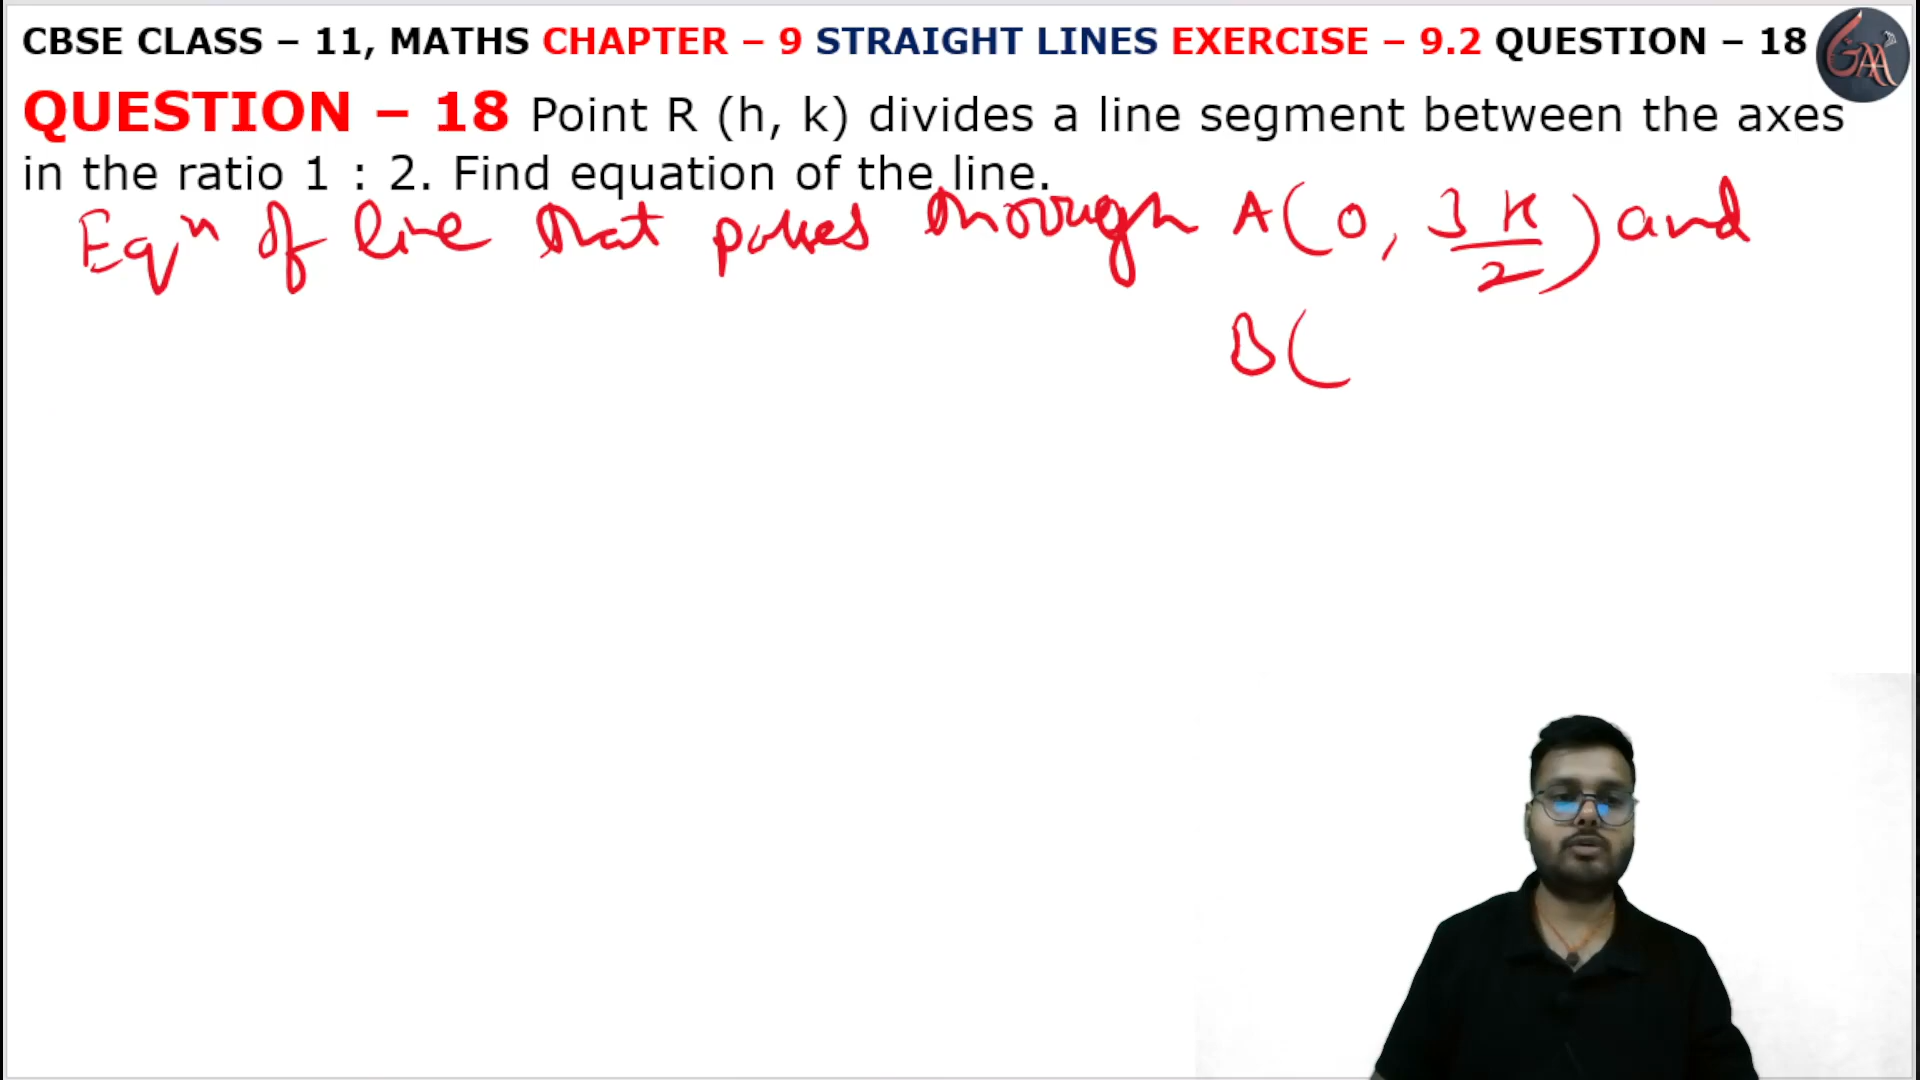 CBSE CLASS – 11, MATHS CHAPTER – 9 STRAIGHT LINES EXERCISE – 9.2 QUESTION – 18
QUESTION – 18 Point R (h, k) divides a line segment between the axes
in the ratio 1 : 2. Find equation of the line.
Eqⁿ of line that passes through A(0, 3k/2) and
B(